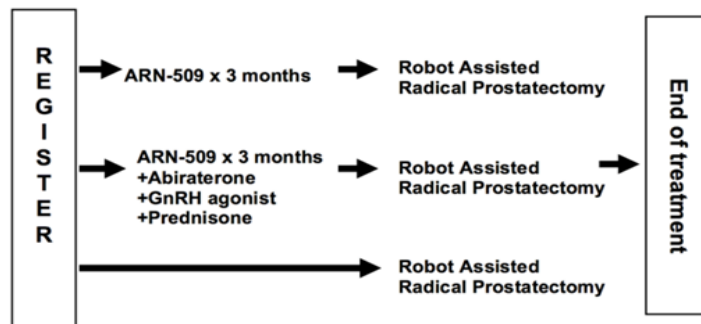 REGISTER
ARN-509 x 3 months
Robot Assisted
Radical Prostatectomy
ARN-509 x 3 months
+Abiraterone
+GnRH agonist
+Prednisone
Robot Assisted
Radical Prostatectomy
Robot Assisted
Radical Prostatectomy
End of treatment